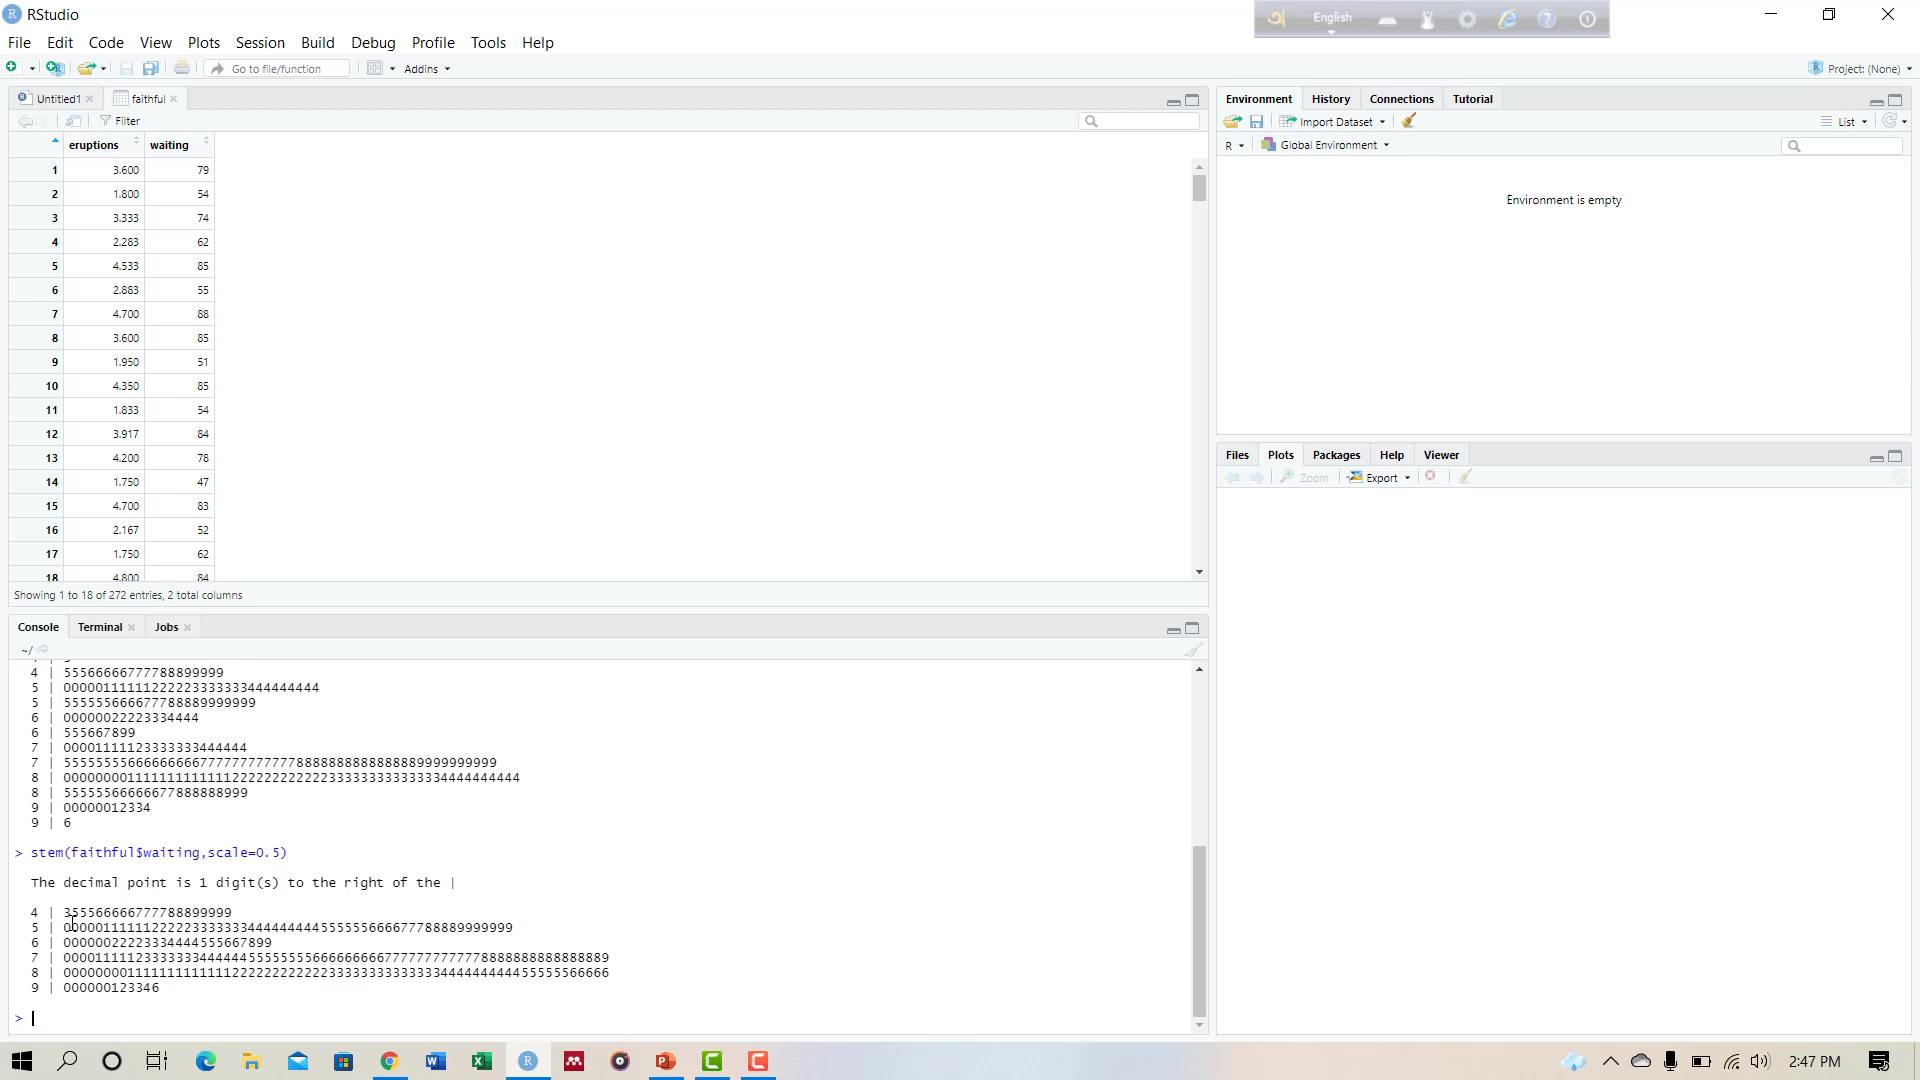 RStudio
English
File Edit Code View Plots Session Build Debug Profile Tools Help
Go to file/function Addins Project: (None)
Untitled1 faithful
Filter
eruptions waiting
1 3.600 79
2 1.800 54
3 3.333 74
4 2.283 62
5 4.533 85
6 2.883 55
7 4.700 88
8 3.600 85
9 1.950 51
10 4.350 85
11 1.833 54
12 3.917 84
13 4.200 78
14 1.750 47
15 4.700 83
16 2.167 52
17 1.750 62
18 4.800 84
Showing 1 to 18 of 272 entries, 2 total columns
Console Terminal Jobs
~/
4 | 55566666777788899999
5 | 00000111111222223333333444444444
5 | 555555666677788889999999
6 | 00000022223334444
6 | 555667899
7 | 00001111123333333444444
7 | 555555556666666667777777777778888888888888889999999999
8 | 000000001111111111111222222222222333333333333334444444444
8 | 55555566666677888888999
9 | 00000012334
9 | 6
> stem(faithful$waiting,scale=0.5)
The decimal point is 1 digit(s) to the right of the |
4 | 355566666777788899999
5 | 00000111111222223333333444444444555555666677788889999999
6 | 00000022223334444555667899
7 | 00001111123333333444444555555556666666667777777777778888888888888889
8 | 00000000111111111111122222222222233333333333333444444444455555566666
9 | 000000123346
>
Environment History Connections Tutorial
Import Dataset List
R Global Environment
Environment is empty
Files Plots Packages Help Viewer
Zoom Export
2:47 PM